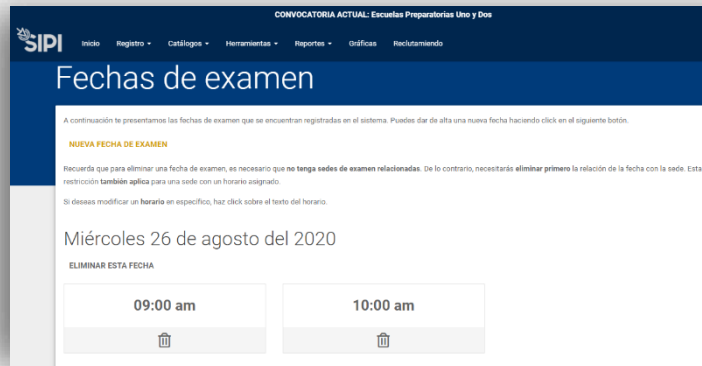 CONVOCATORIA ACTUAL: Escuelas Preparatorias Uno y Dos
SIPI Inicio Registro Catálogos Herramientas Reportes Gráficas Reclutamiendo
Fechas de examen
A continuación te presentamos las fechas de examen que se encuentran registradas en el sistema. Puedes dar de alta una nueva fecha haciendo click en el siguiente botón.
NUEVA FECHA DE EXAMEN
Recuerda que para eliminar una fecha de examen, es necesario que no tenga sedes de examen relacionadas. De lo contrario, necesitarás eliminar primero la relación de la fecha con la sede. Esta
restricción también aplica para una sede con un horario asignado.
Si deseas modificar un horario en específico, haz click sobre el texto del horario.
Miércoles 26 de agosto del 2020
ELIMINAR ESTA FECHA
09:00 am 10:00 am